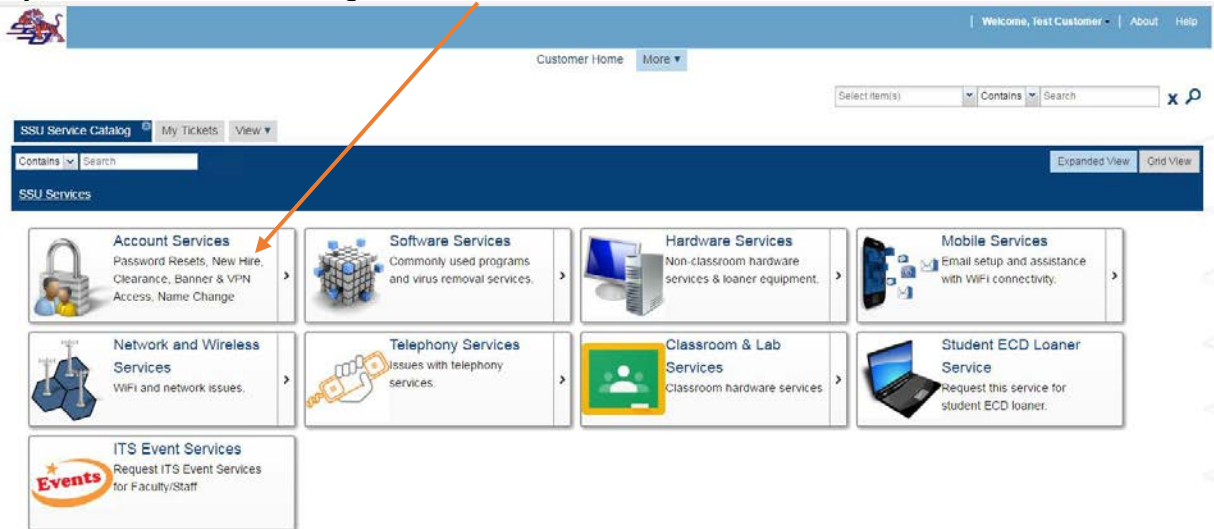 Welcome, Test Customer | About Help
Customer Home More
Select Item(s) Contains Search x
SSU Service Catalog My Tickets View
Contains Search Expanded View Grid View
SSU Services
Account Services
Password Resets, New Hire,
Clearance, Banner & VPN
Access, Name Change
Software Services
Commonly used programs
and virus removal services.
Hardware Services
Non-classroom hardware
services & loaner equipment.
Mobile Services
Email setup and assistance
with WiFi connectivity.
Network and Wireless
Services
WiFi and network issues.
Telephony Services
Issues with telephony
services.
Classroom & Lab
Services
Classroom hardware services
Student ECD Loaner
Service
Request this service for
student ECD loaner.
Events
ITS Event Services
Request ITS Event Services
for Faculty/Staff